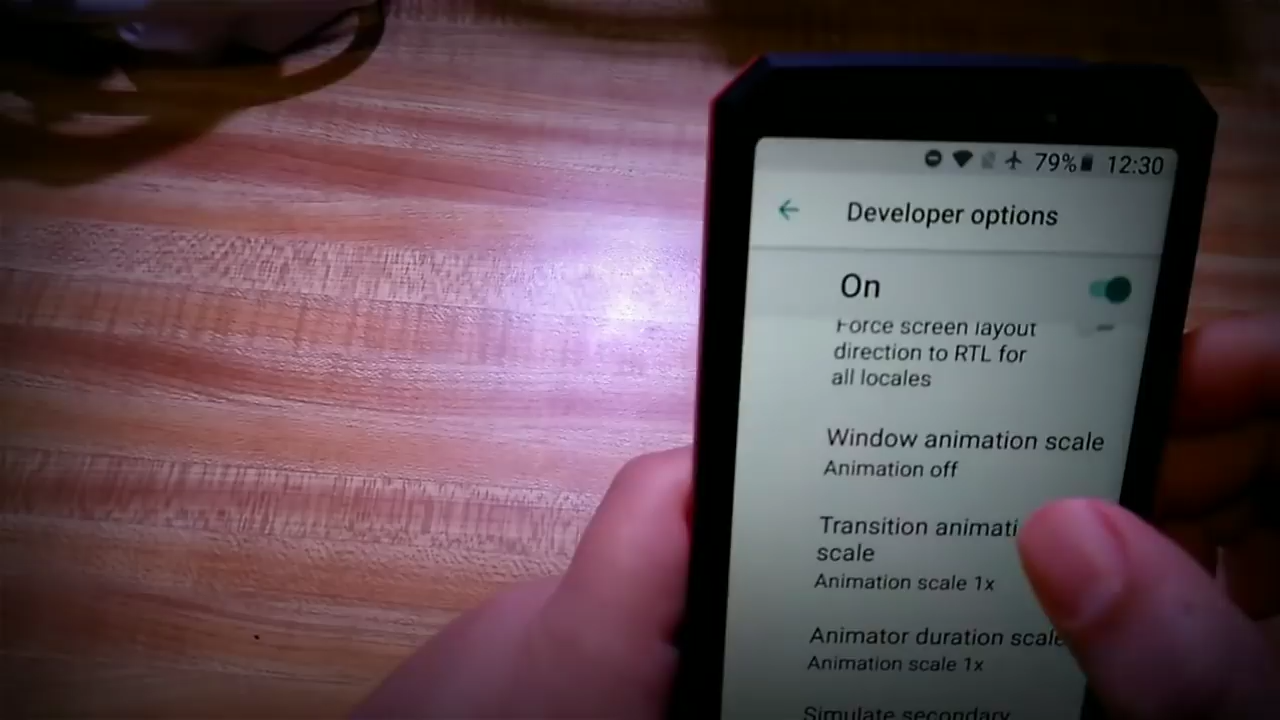 79% 12:30
Developer options
On
Force screen layout
direction to RTL for
all locales
Window animation scale
Animation off
Transition animati
scale
Animation scale 1x
Animator duration scale
Animation scale 1x
Simulate secondary